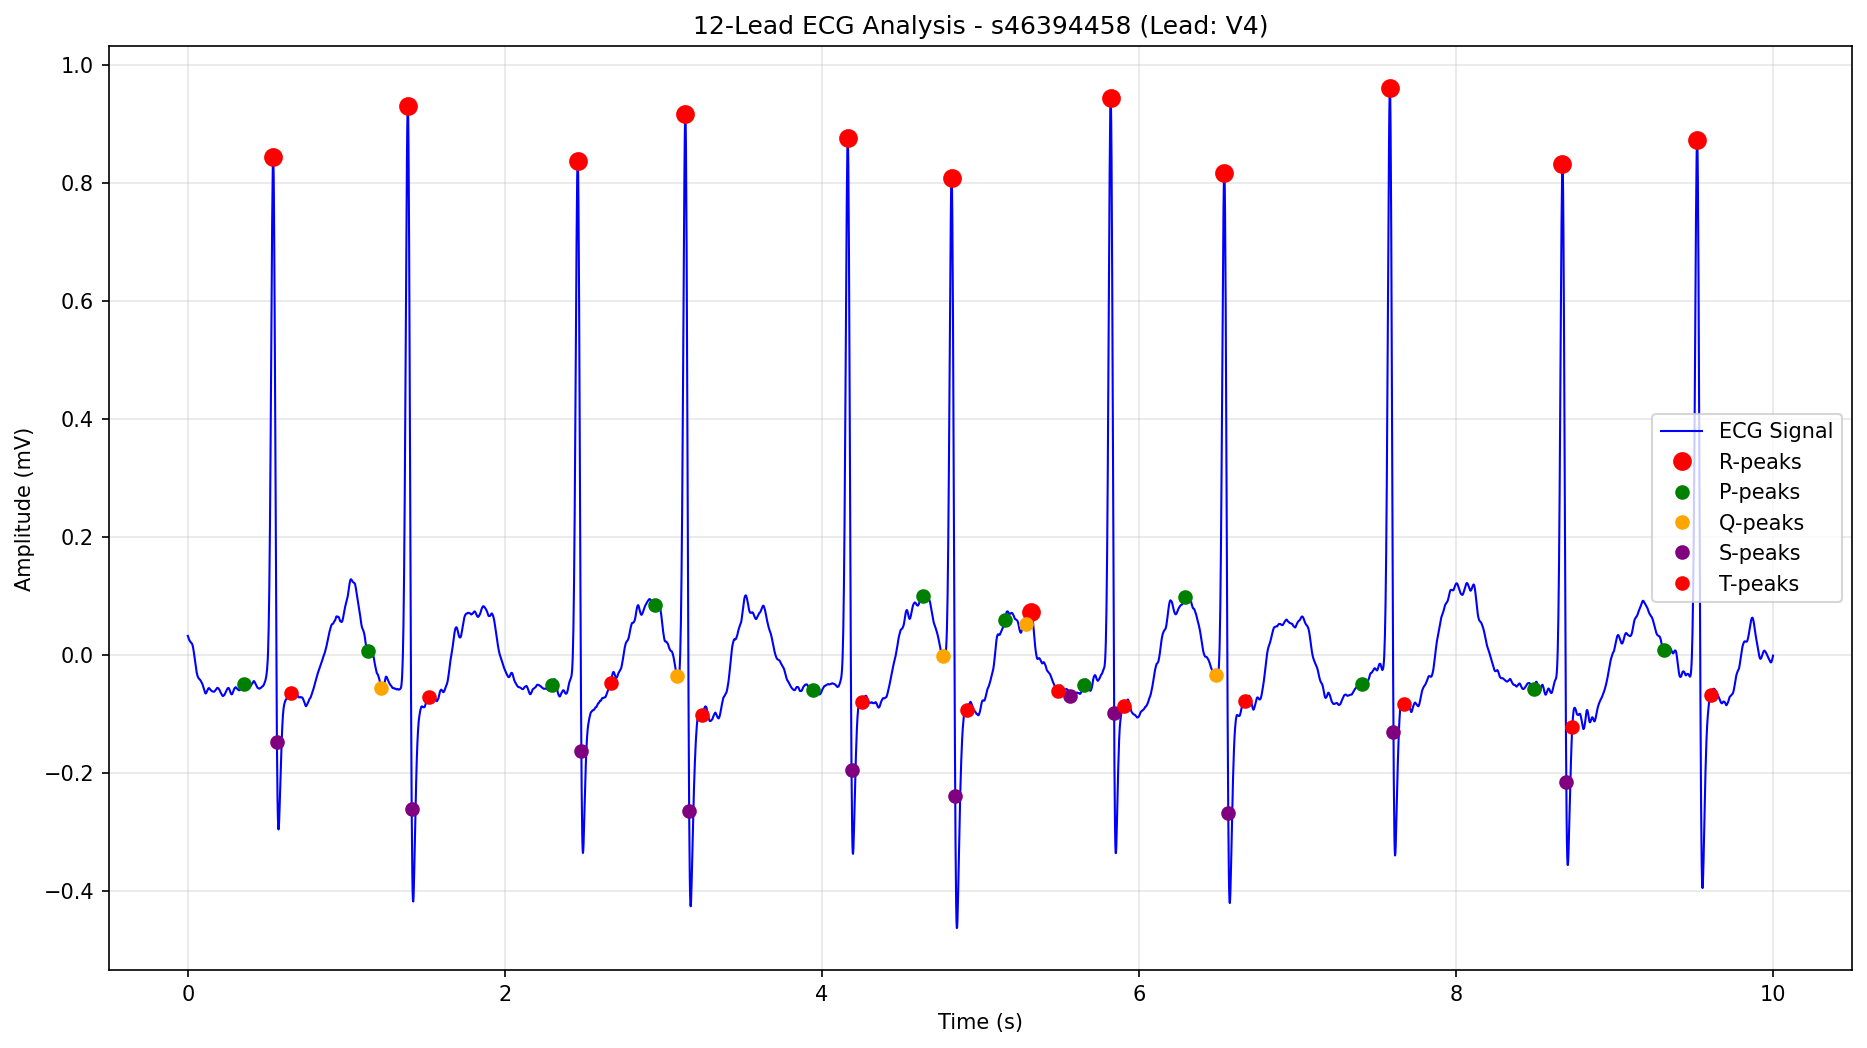 12-Lead ECG Analysis - s46394458 (Lead: V4)
Amplitude (mV)
1.0
0.8
0.6
0.4
0.2
0.0
−0.2
−0.4
ECG Signal
R-peaks
P-peaks
Q-peaks
S-peaks
T-peaks
0 2 4 6 8 10
Time (s)